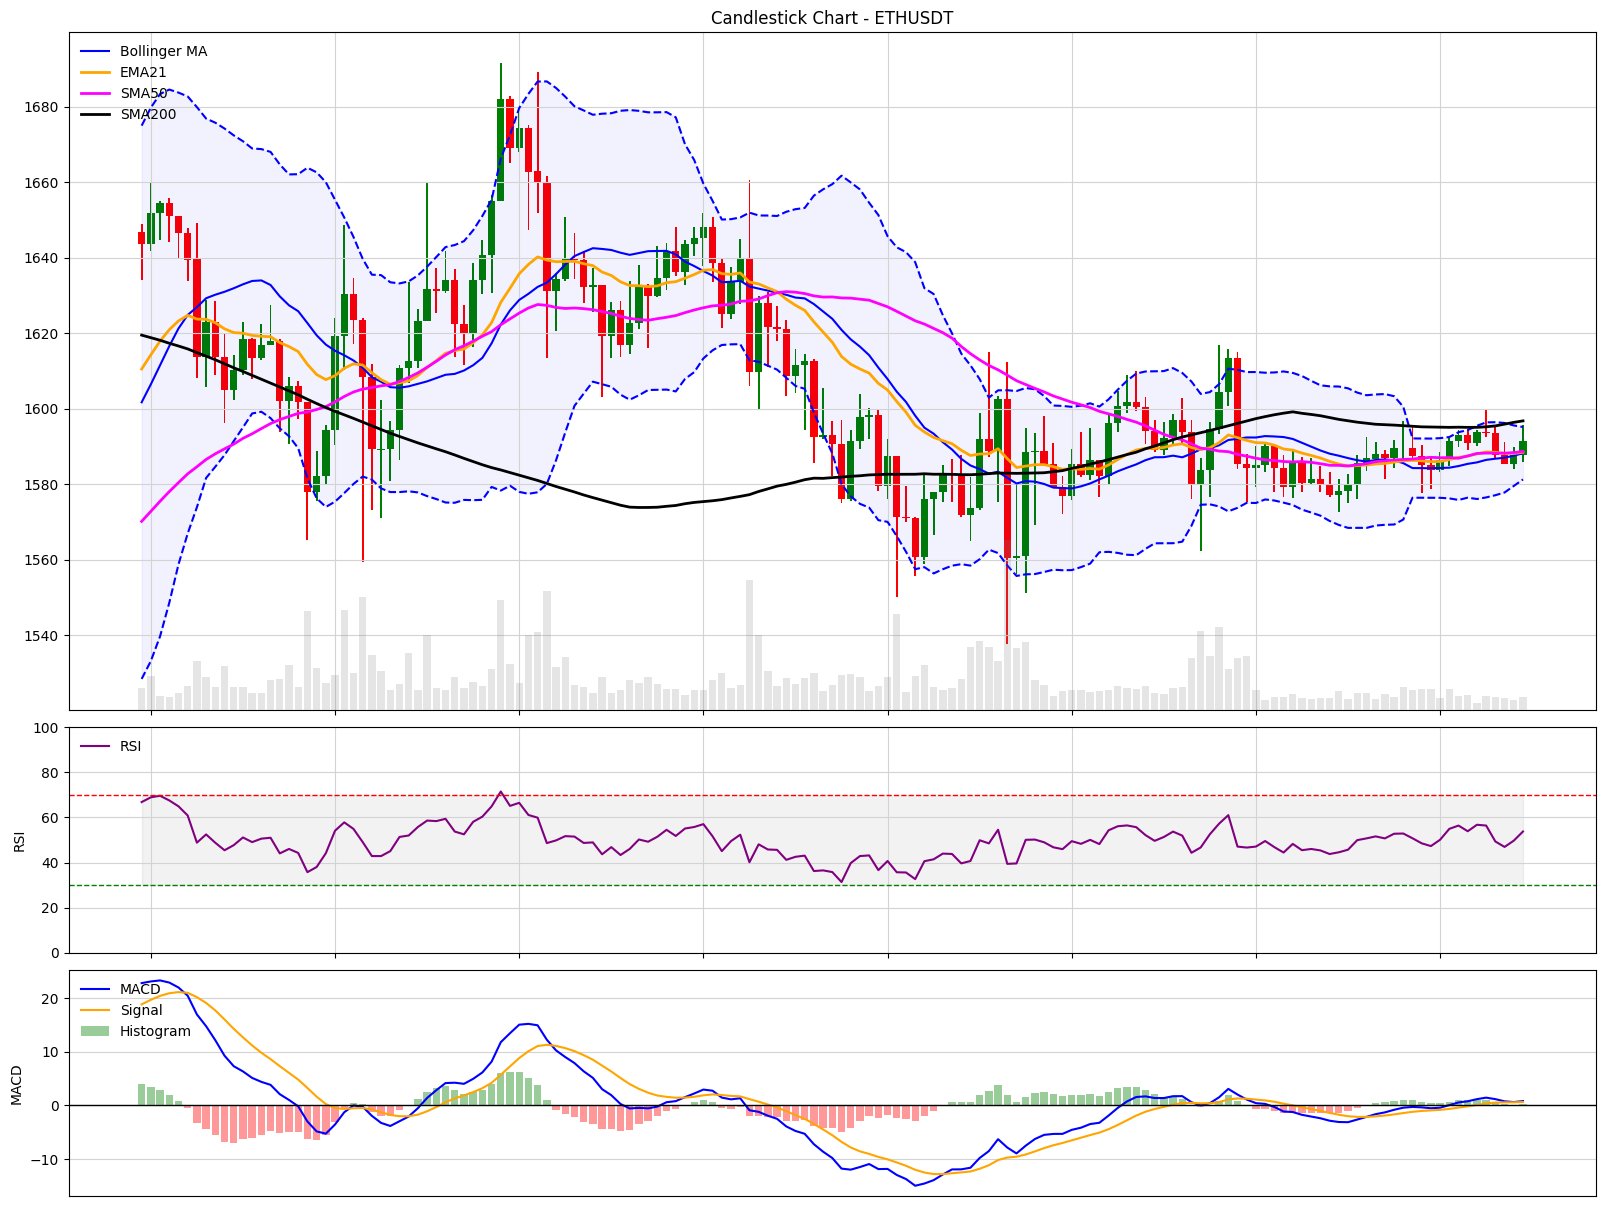 Candlestick Chart - ETHUSDT
Bollinger MA
EMA21
SMA50
SMA200
1680
1660
1640
1620
1600
1580
1560
1540
RSI
100
80
60
40
20
0
RSI
MACD
Signal
Histogram
20
10
0
−10
MACD